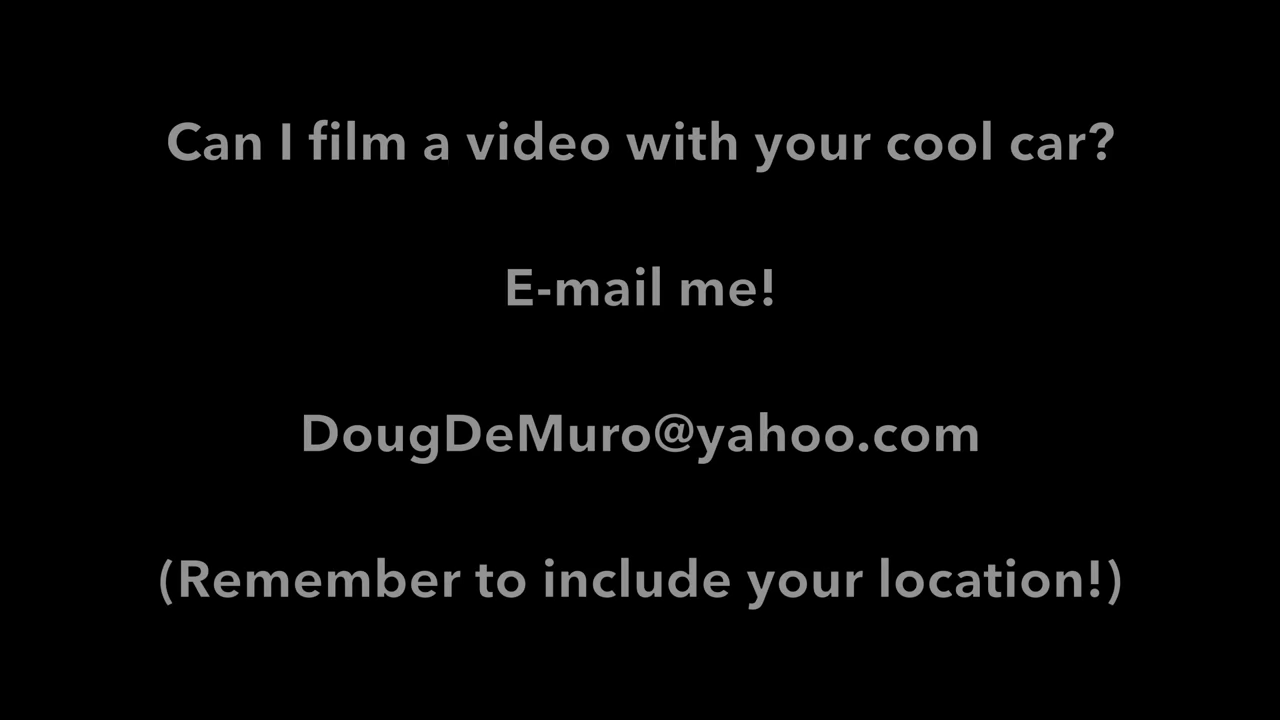 Can I film a video with your cool car?
E-mail me!
DougDeMuro@yahoo.com
(Remember to include your location!)